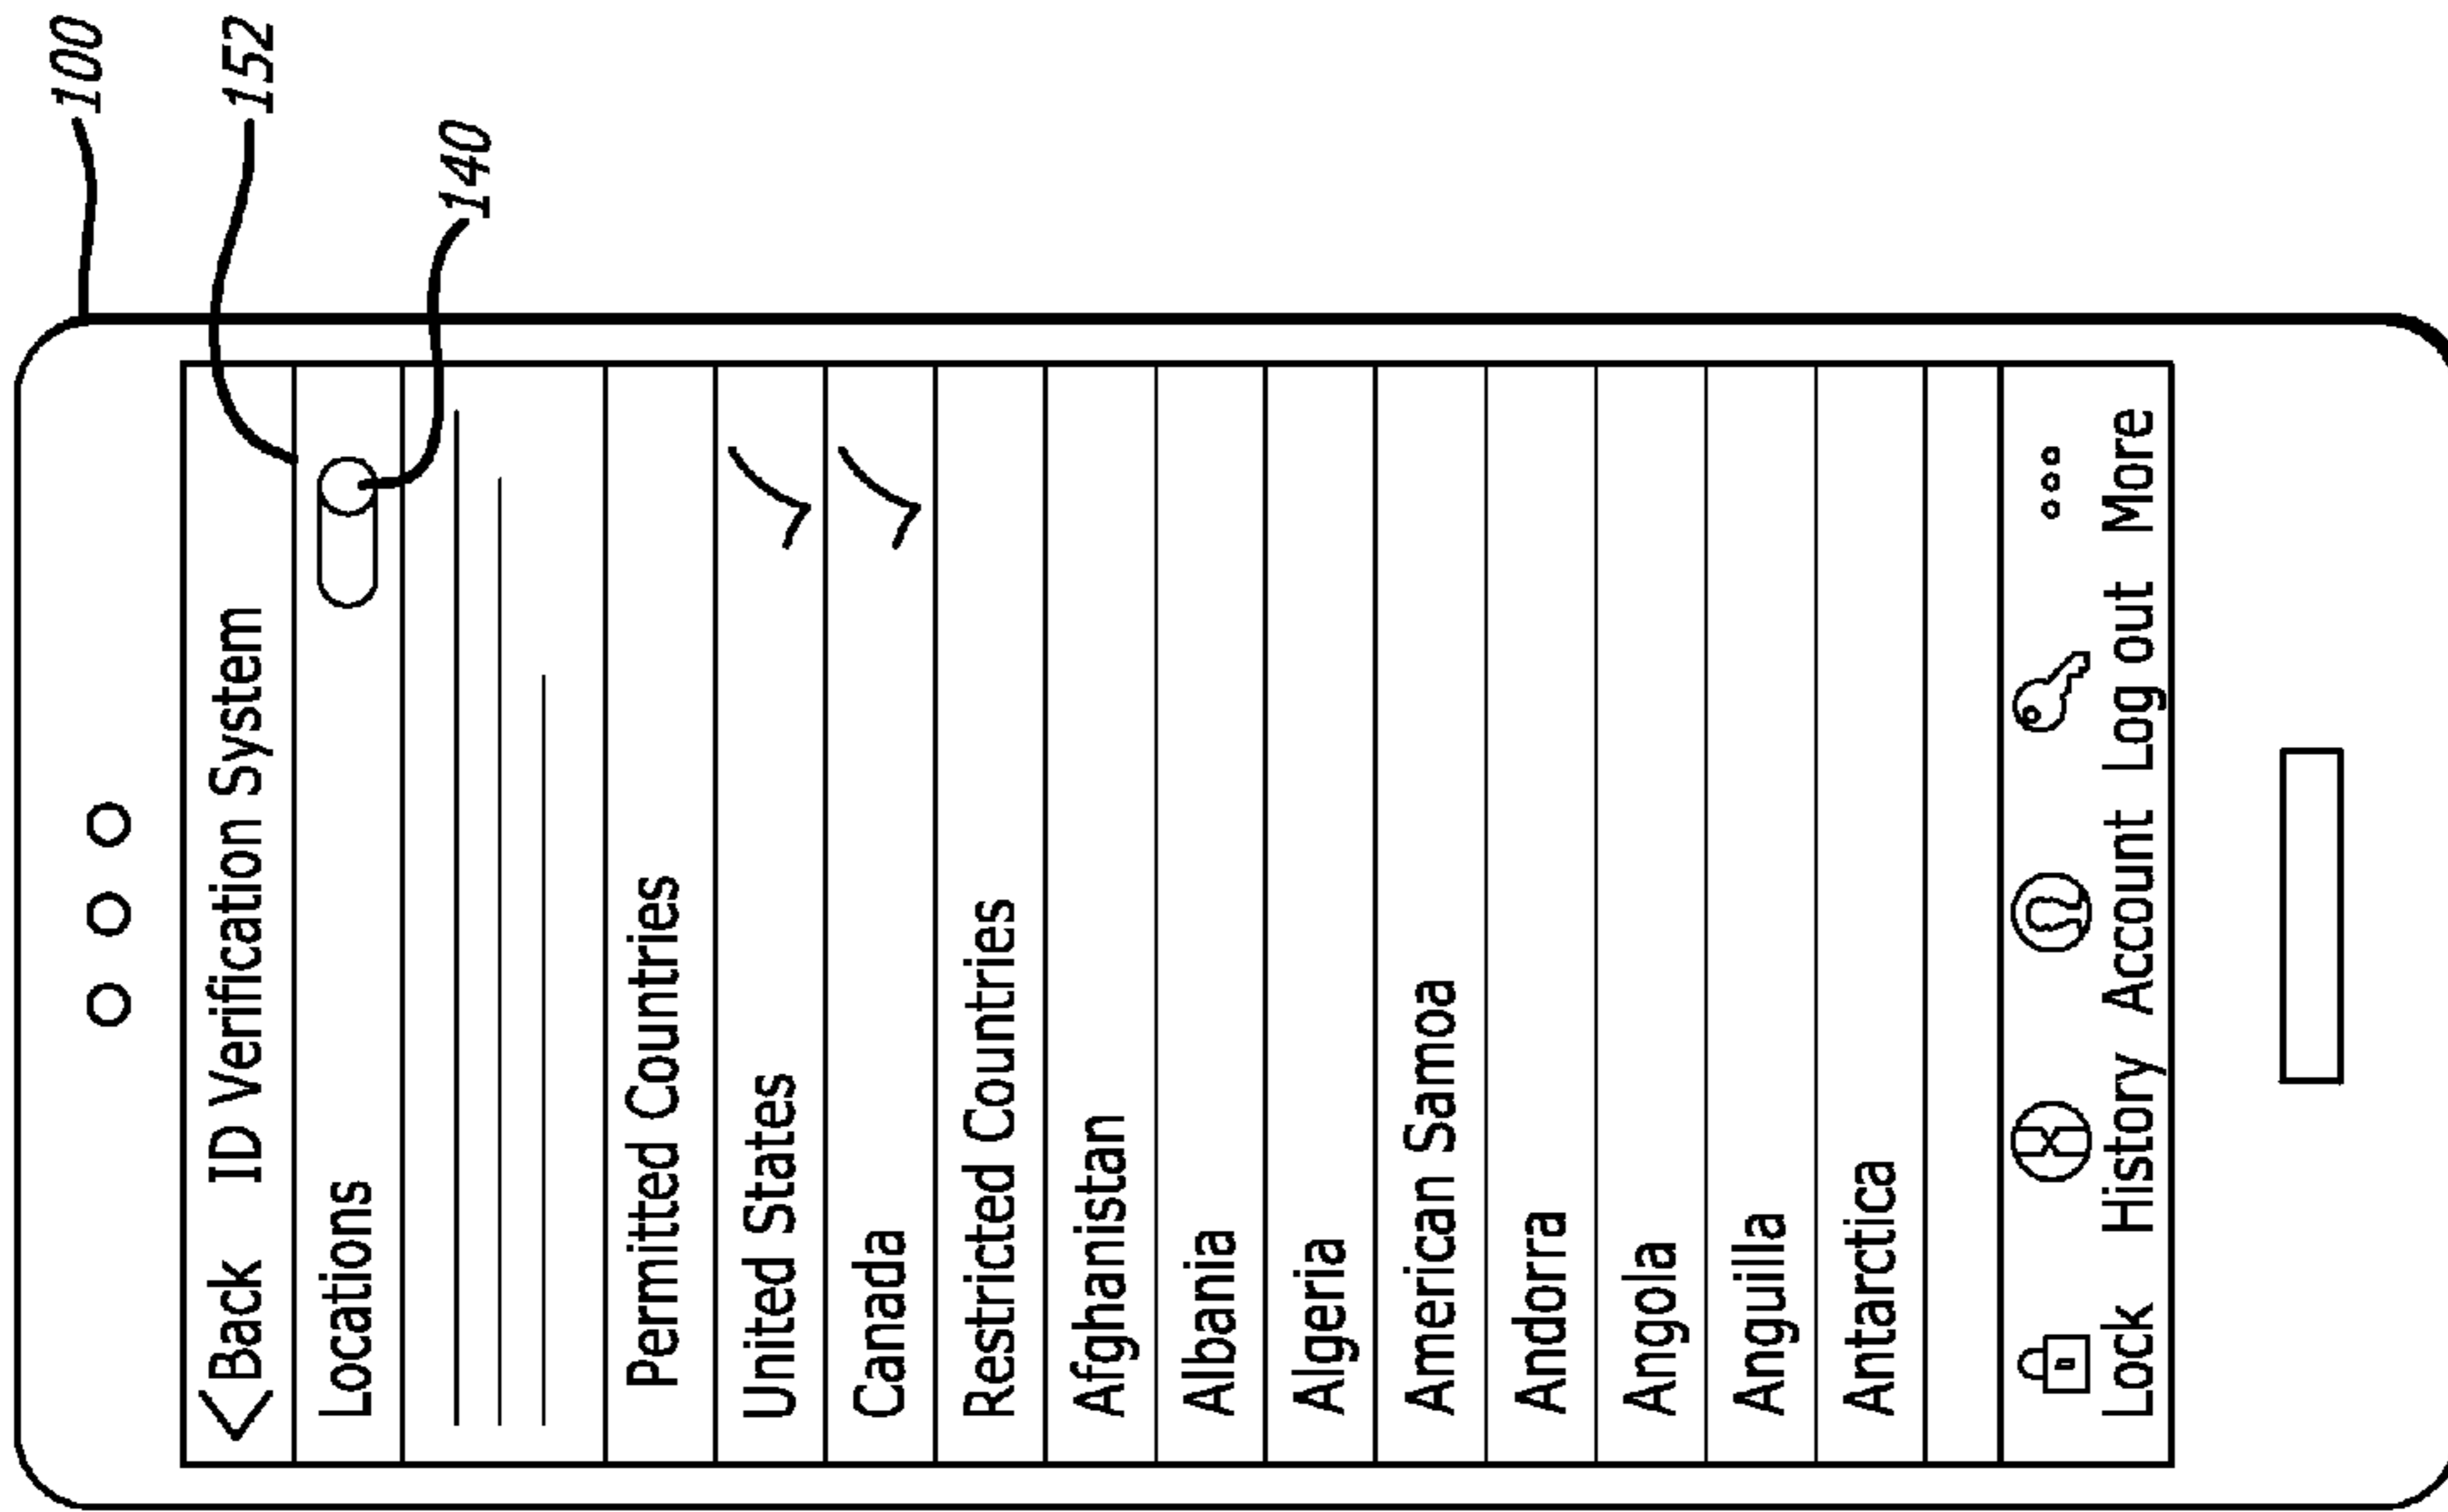 100
152
140
<Back ID Verification System
Locations
Permitted Countries
United States
Canada
Restricted Countries
Afghanistan
Albania
Algeria
American Samoa
Andorra
Angola
Anguilla
Antarctica
Lock History Account Log out More